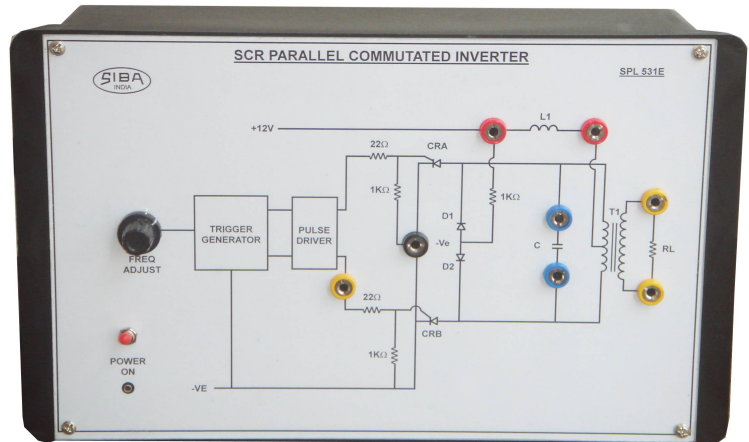 SCR PARALLEL COMMUTATED INVERTER
SIBA
INDIA
SPL 531E
L1
+12V
22Ω
CRA
1KΩ
1KΩ
TRIGGER
GENERATOR
PULSE
DRIVER
D1
T1
-Ve
C
RL
FREQ
ADJUST
D2
22Ω
CRB
1KΩ
POWER
ON
-VE